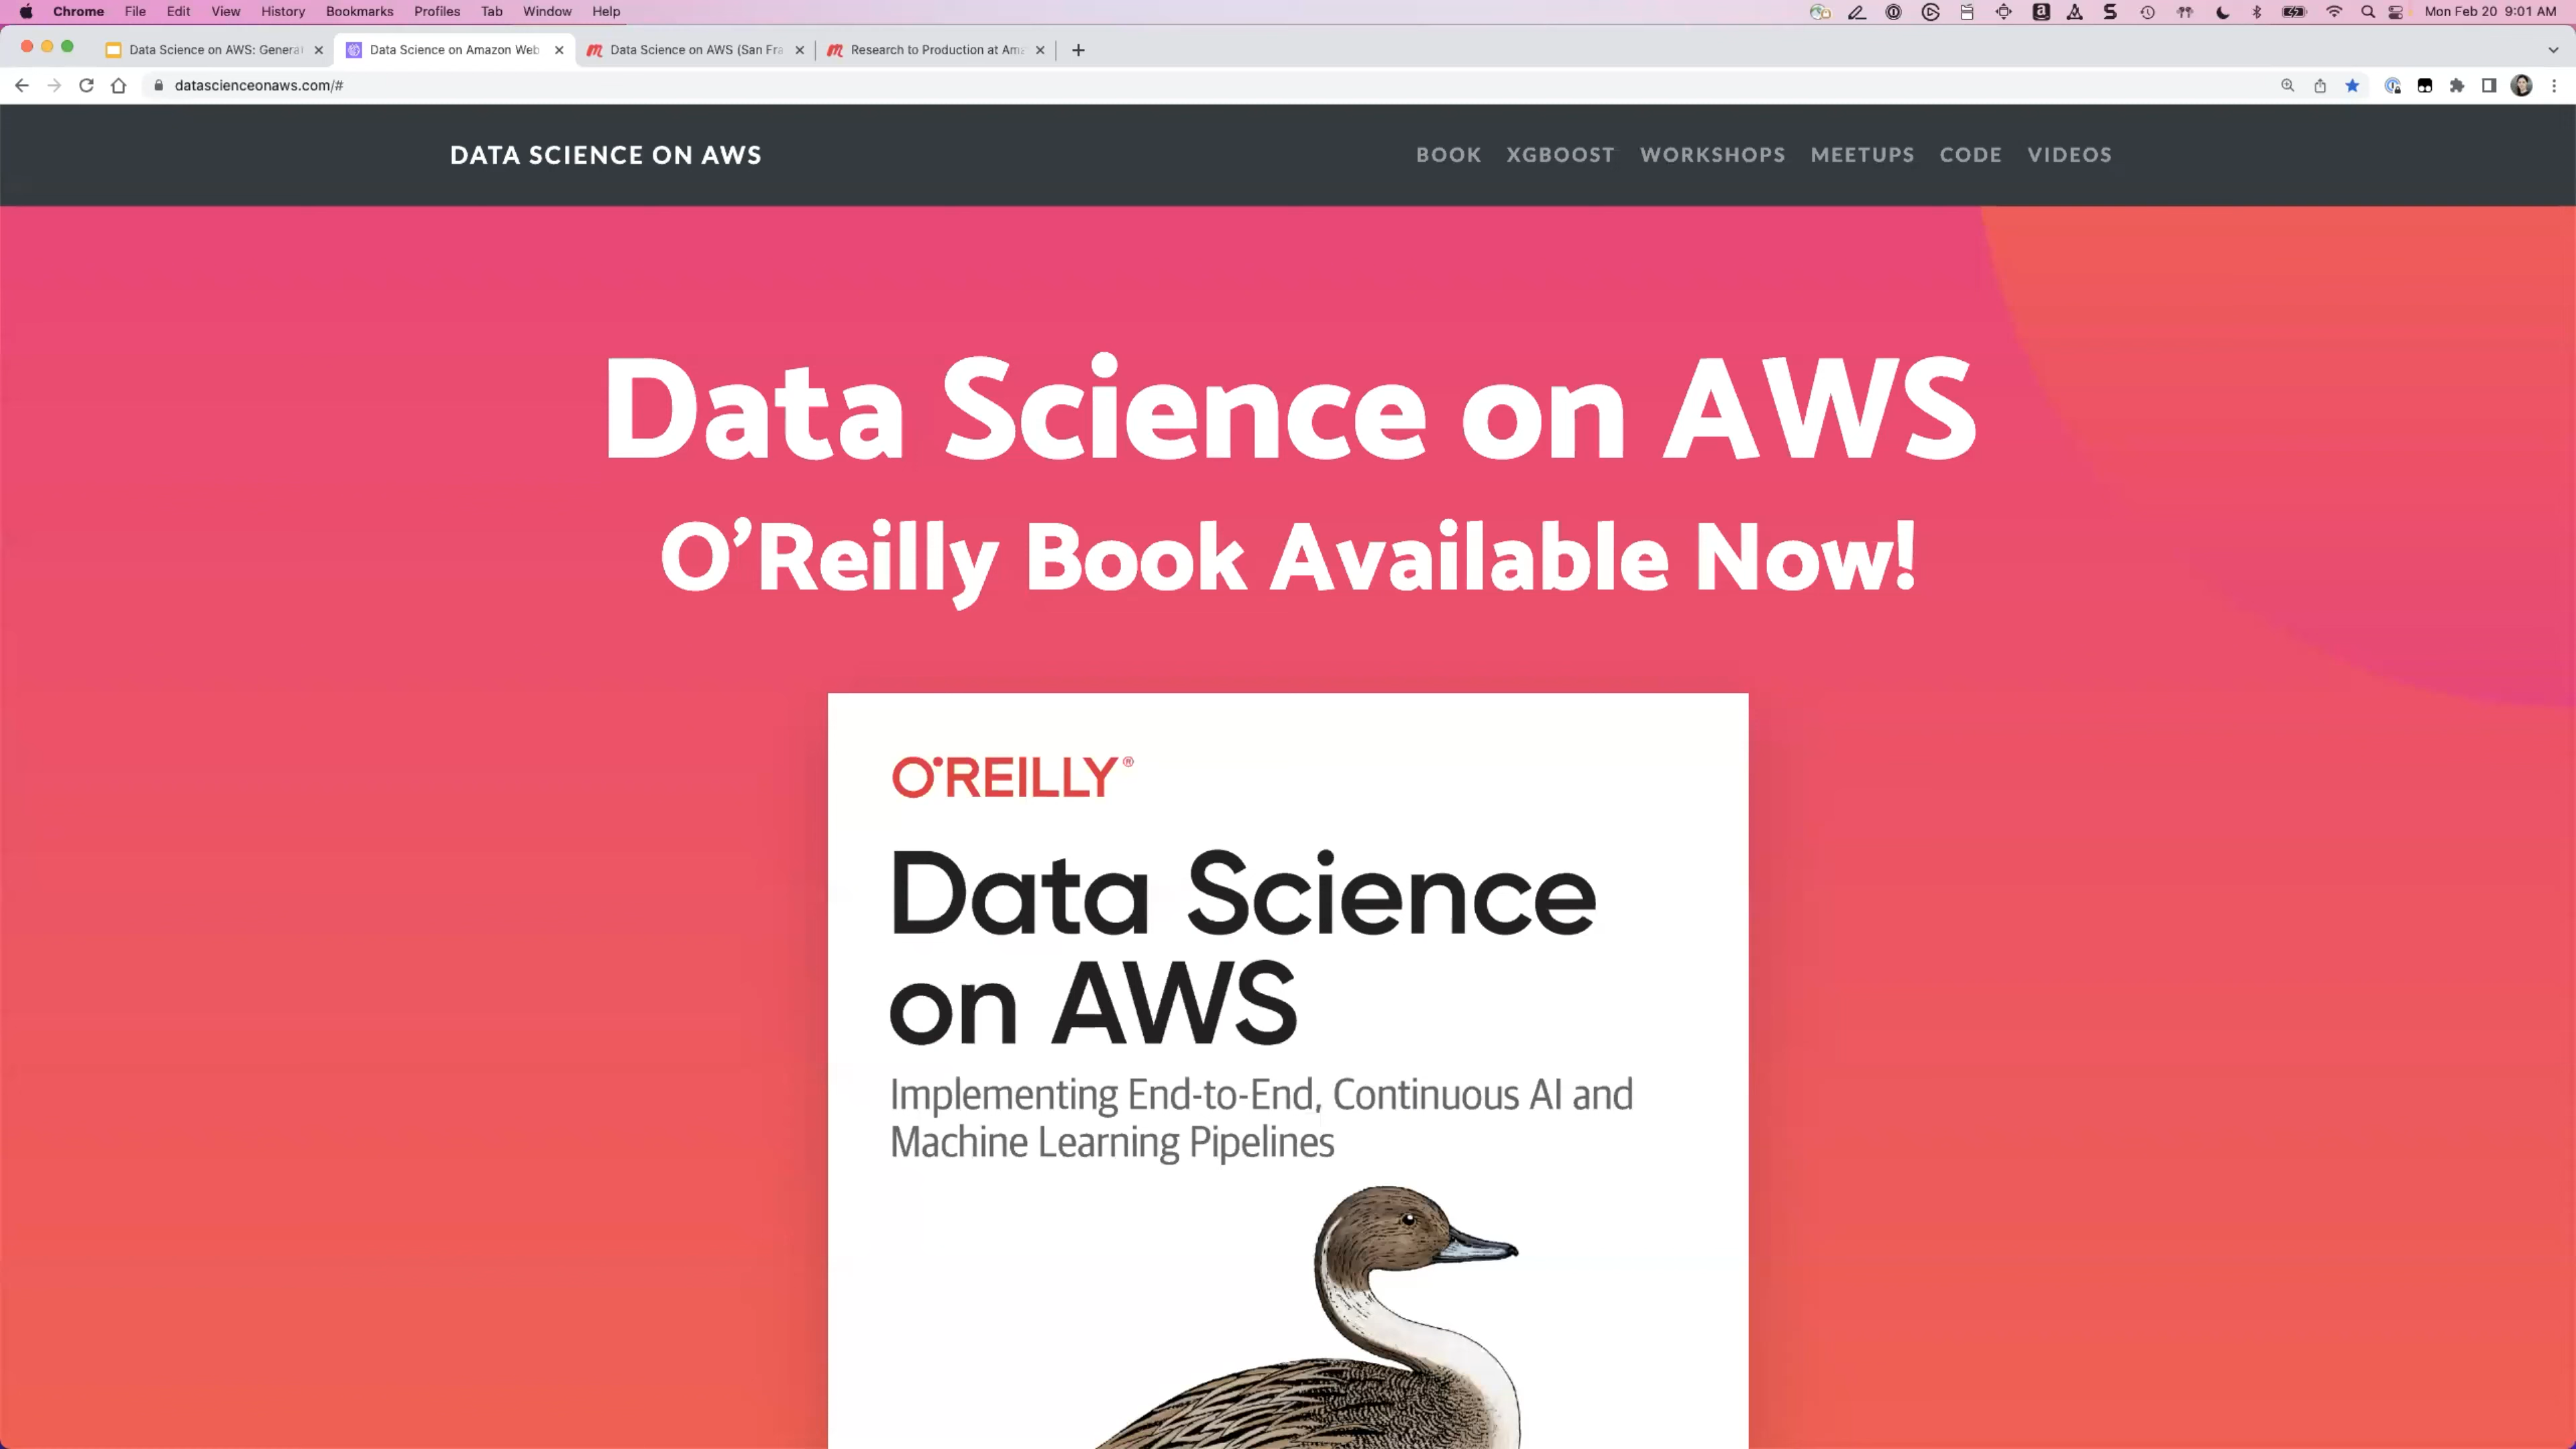 Chrome File Edit View History Bookmarks Profiles Tab Window Help Mon Feb 20 9:01 AM
Data Science on AWS: General Data Science on Amazon Web Data Science on AWS (San Fra Research to Production at Ama
datascienceonaws.com/#
DATA SCIENCE ON AWS BOOK XGBOOST WORKSHOPS MEETUPS CODE VIDEOS
Data Science on AWS
O'Reilly Book Available Now!
O'REILLY®
Data Science
on AWS
Implementing End-to-End, Continuous AI and
Machine Learning Pipelines